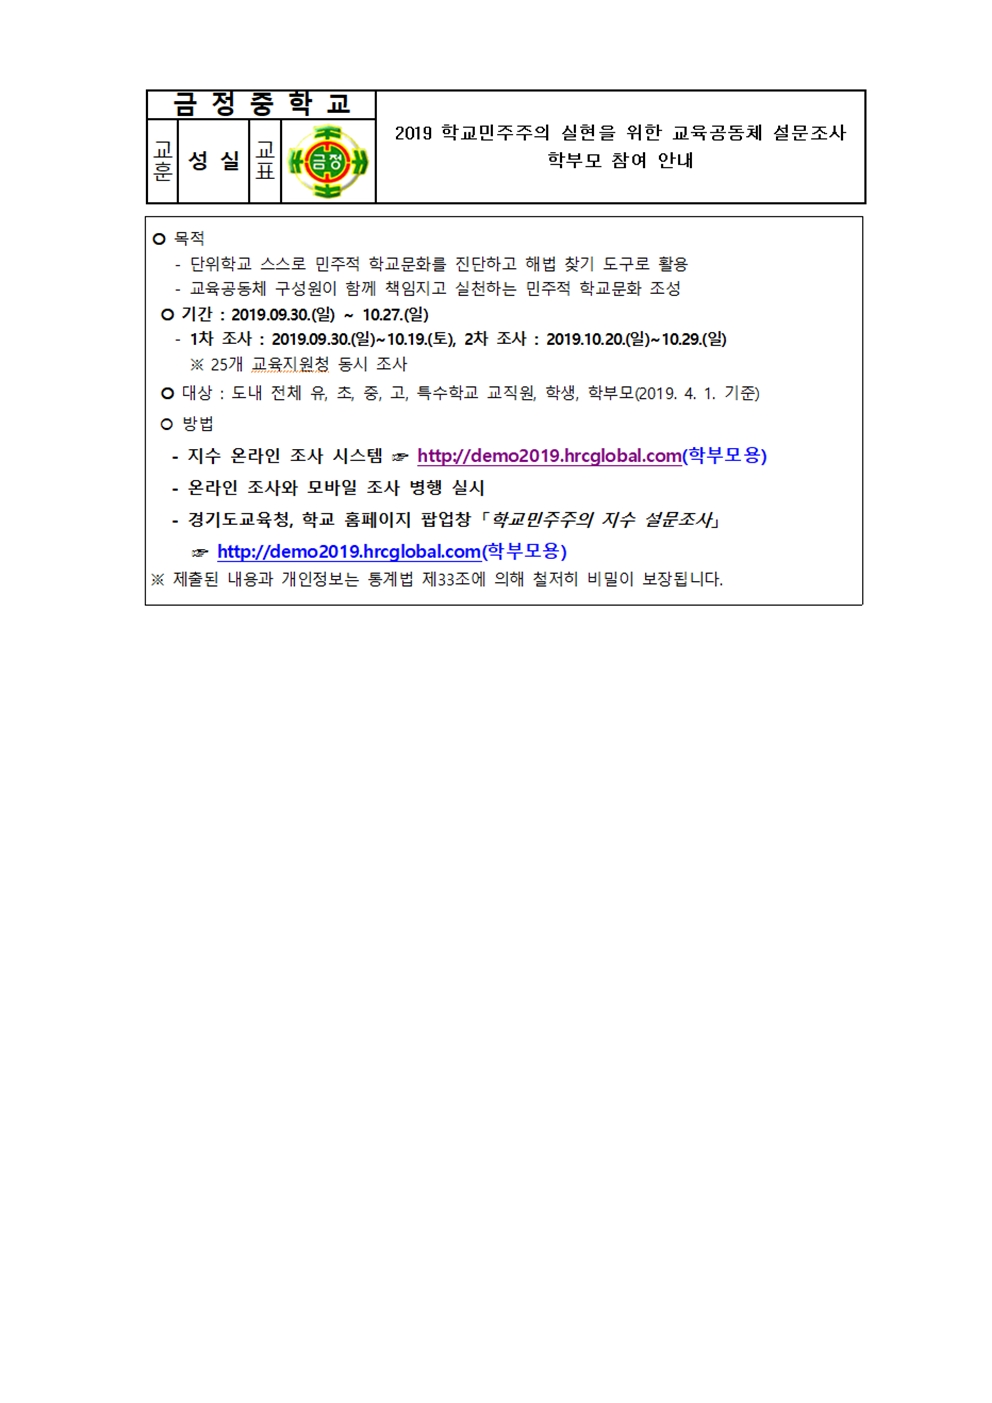 금 정 중 학 교
교훈
성 실
교표
금정
2019 학교민주주의 실현을 위한 교육공동체 설문조사
학부모 참여 안내
○ 목적
- 단위학교 스스로 민주적 학교문화를 진단하고 해법 찾기 도구로 활용
- 교육공동체 구성원이 함께 책임지고 실천하는 민주적 학교문화 조성
○ 기간 : 2019.09.30.(일) ~ 10.27.(일)
- 1차 조사 : 2019.09.30.(일)~10.19.(토), 2차 조사 : 2019.10.20.(일)~10.29.(일)
※ 25개 교육지원청 동시 조사
○ 대상 : 도내 전체 유, 초, 중, 고, 특수학교 교직원, 학생, 학부모(2019. 4. 1. 기준)
○ 방법
- 지수 온라인 조사 시스템 ☞ http://demo2019.hrcglobal.com(학부모용)
- 온라인 조사와 모바일 조사 병행 실시
- 경기도교육청, 학교 홈페이지 팝업창 「학교민주주의 지수 설문조사」
☞ http://demo2019.hrcglobal.com(학부모용)
※ 제출된 내용과 개인정보는 통계법 제33조에 의해 철저히 비밀이 보장됩니다.